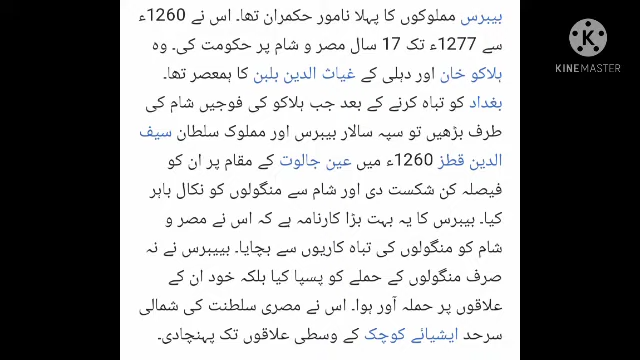 بیبرس مملوکوں کا پہلا نامور حکمران تھا۔ اس نے 1260ء
سے 1277ء تک 17 سال مصر و شام پر حکومت کی۔ وہ
ہلاکو خان اور دہلی کے غیاث الدین بلبن کا ہمعصر تھا۔
بغداد کو تباہ کرنے کے بعد جب ہلاکو کی فوجیں شام کی
طرف بڑھیں تو سپہ سالار بیبرس اور مملوک سلطان سیف
الدین قطز 1260ء میں عین جالوت کے مقام پر ان کو
فیصلہ کن شکست دی اور شام سے منگولوں کو نکال باہر
کیا۔ بیبرس کا یہ بہت بڑا کارنامہ ہے کہ اس نے مصر و
شام کو منگولوں کی تباہ کاریوں سے بچایا۔ بیبیرس نے نہ
صرف منگولوں کے حملے کو پسپا کیا بلکہ خود ان کے
علاقوں پر حملہ آور ہوا۔ اس نے مصری سلطنت کی شمالی
سرحد ایشیائے کوچک کے وسطی علاقوں تک پہنچادی۔
KINEMASTER